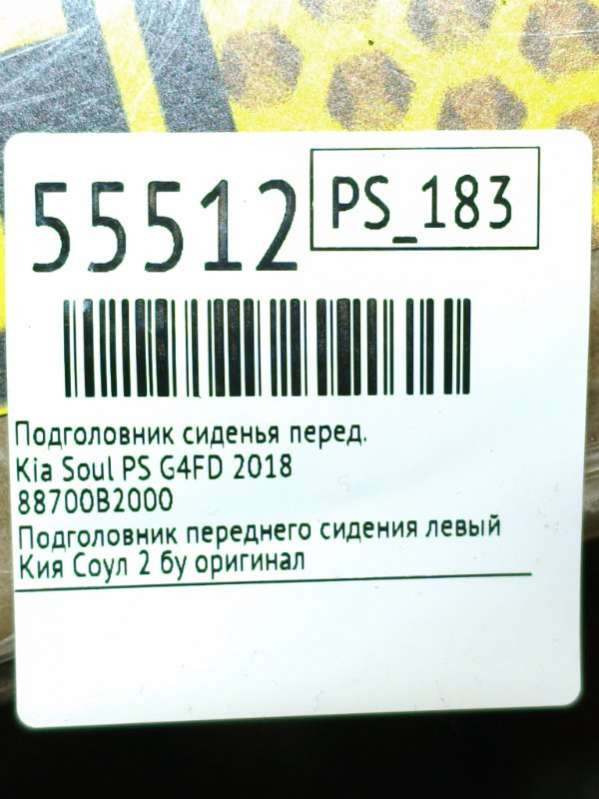 55512
PS_183
Подголовник сиденья перед.
Kia Soul PS G4FD 2018
88700B2000
Подголовник переднего сидения левый
Кия Соул 2 бу оригинал